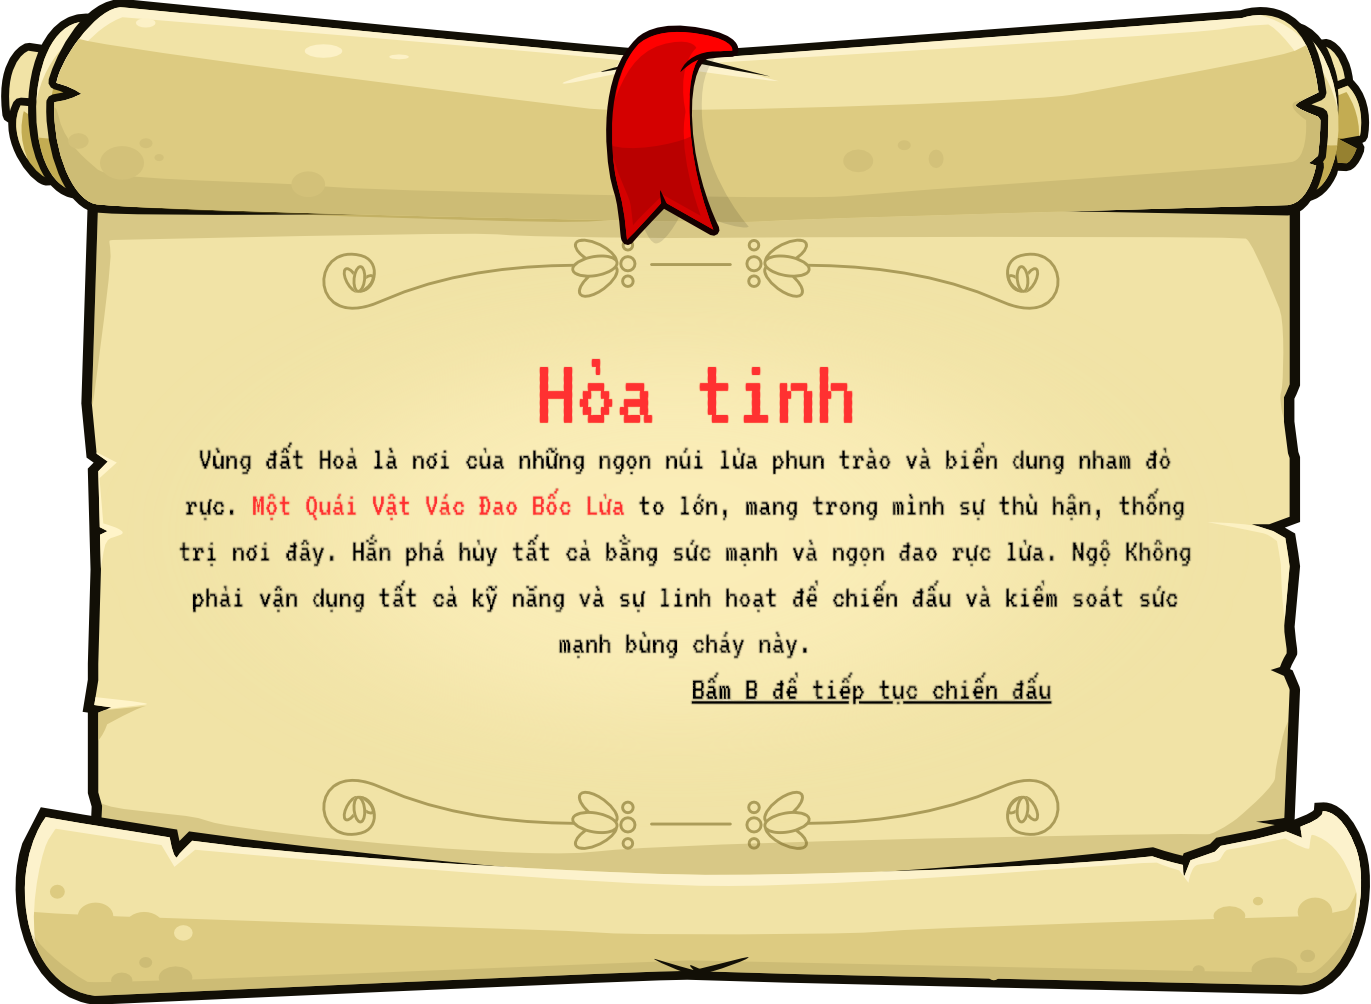 Hỏa tinh
Vùng đất Hoả là nơi của những ngọn núi lửa phun trào và biển dung nham đỏ
rực. Một Quái Vật Vác Đao Bốc Lửa to lớn, mang trong mình sự thù hận, thống
trị nơi đây. Hắn phá hủy tất cả bằng sức mạnh và ngọn đao rực lửa. Ngộ Không
phải vận dụng tất cả kỹ năng và sự linh hoạt để chiến đấu và kiểm soát sức
mạnh bùng cháy này.
Bấm B để tiếp tục chiến đấu